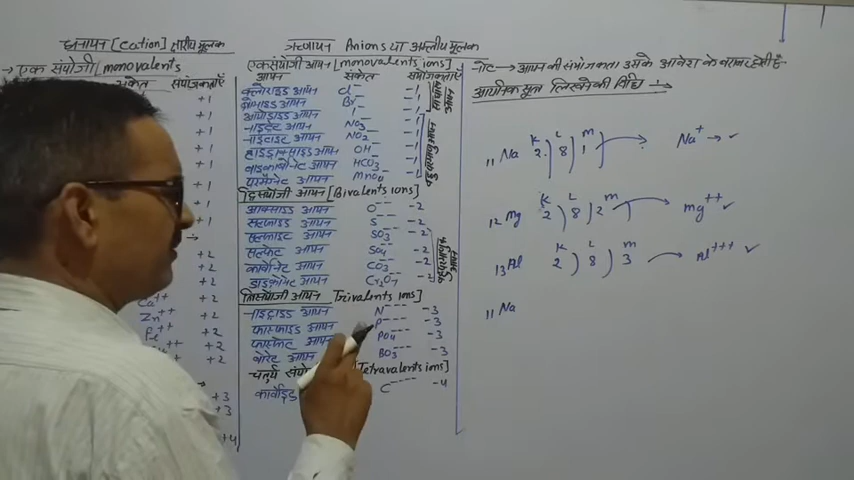 धनायन [Cation] क्षारीय मूलक
→ एक संयोजी [monovalents
संकेत संयोजकताएँ
+1
+1
+1
+1
+1
+1
+1
+2
+2
Ca++ +2
Zn++ +2
+2
+2
+3
+3
+4
ऋणायन Anions या अम्लीय मूलक
एकसंयोजी आयन [monovalents ions]
आयन संकेत संयोजकताएँ
क्लोराइड आयन Cl- -1
ब्रोमाइड आयन Br- -1
आयोडाइड आयन I- -1
नाइट्रेट आयन NO3- -1
नाइट्राइट आयन NO2- -1
हाइड्राक्साइड आयन OH- -1
बाइकार्बोनेट आयन HCO3- -1
परमैंगनेट आयन MnO4- -1
द्विसंयोजी आयन [Bivalents ions]
आक्साइड आयन O-- -2
सल्फाइड आयन S-- -2
सल्फाइट आयन SO3-- -2
सल्फेट आयन SO4-- -2
कार्बोनेट आयन CO3-- -2
डाइक्रोमेट आयन Cr2O7-- -2
त्रिसंयोजी आयन [Trivalents ions]
नाइट्राइड आयन N--- -3
फास्फाइड आयन P--- -3
फास्फेट आयन PO4--- -3
बोरेट आयन BO3--- -3
चतुर्थ संयो [Tetravalents ions]
कार्बाइड C---- -4
नोट → आयन की संयोजकता उसके आवेश के बराबर होती है
आयनिक सूत्र लिखने की विधि →
K L M
11 Na 2 ) 8 ) 1 ) → Na+ → ✓
K L M
12 Mg 2 ) 8 ) 2 ) → Mg++ ✓
K L M
13 Al 2 ) 8 ) 3 → Al+++ ✓
11 Na